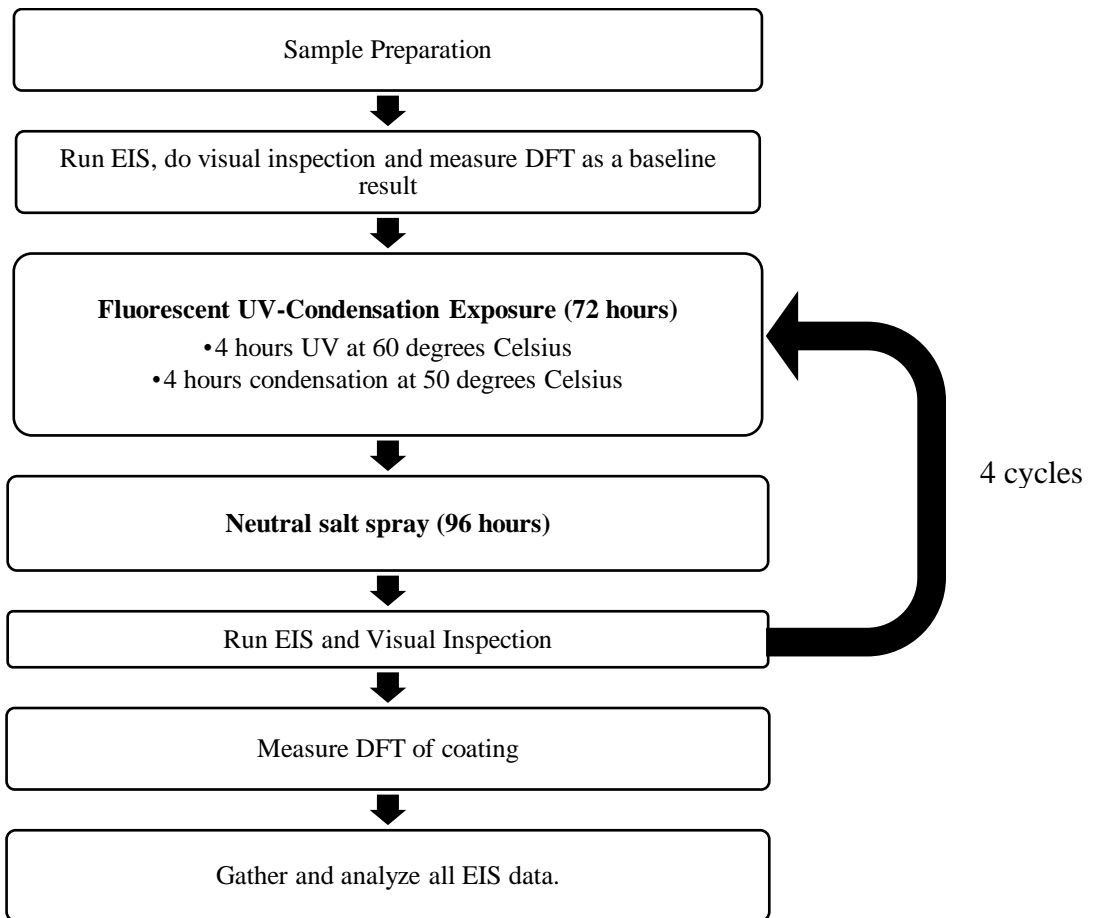 Sample Preparation
Run EIS, do visual inspection and measure DFT as a baseline
result
Fluorescent UV-Condensation Exposure (72 hours)
•4 hours UV at 60 degrees Celsius
•4 hours condensation at 50 degrees Celsius
4 cycles
Neutral salt spray (96 hours)
Run EIS and Visual Inspection
Measure DFT of coating
Gather and analyze all EIS data.